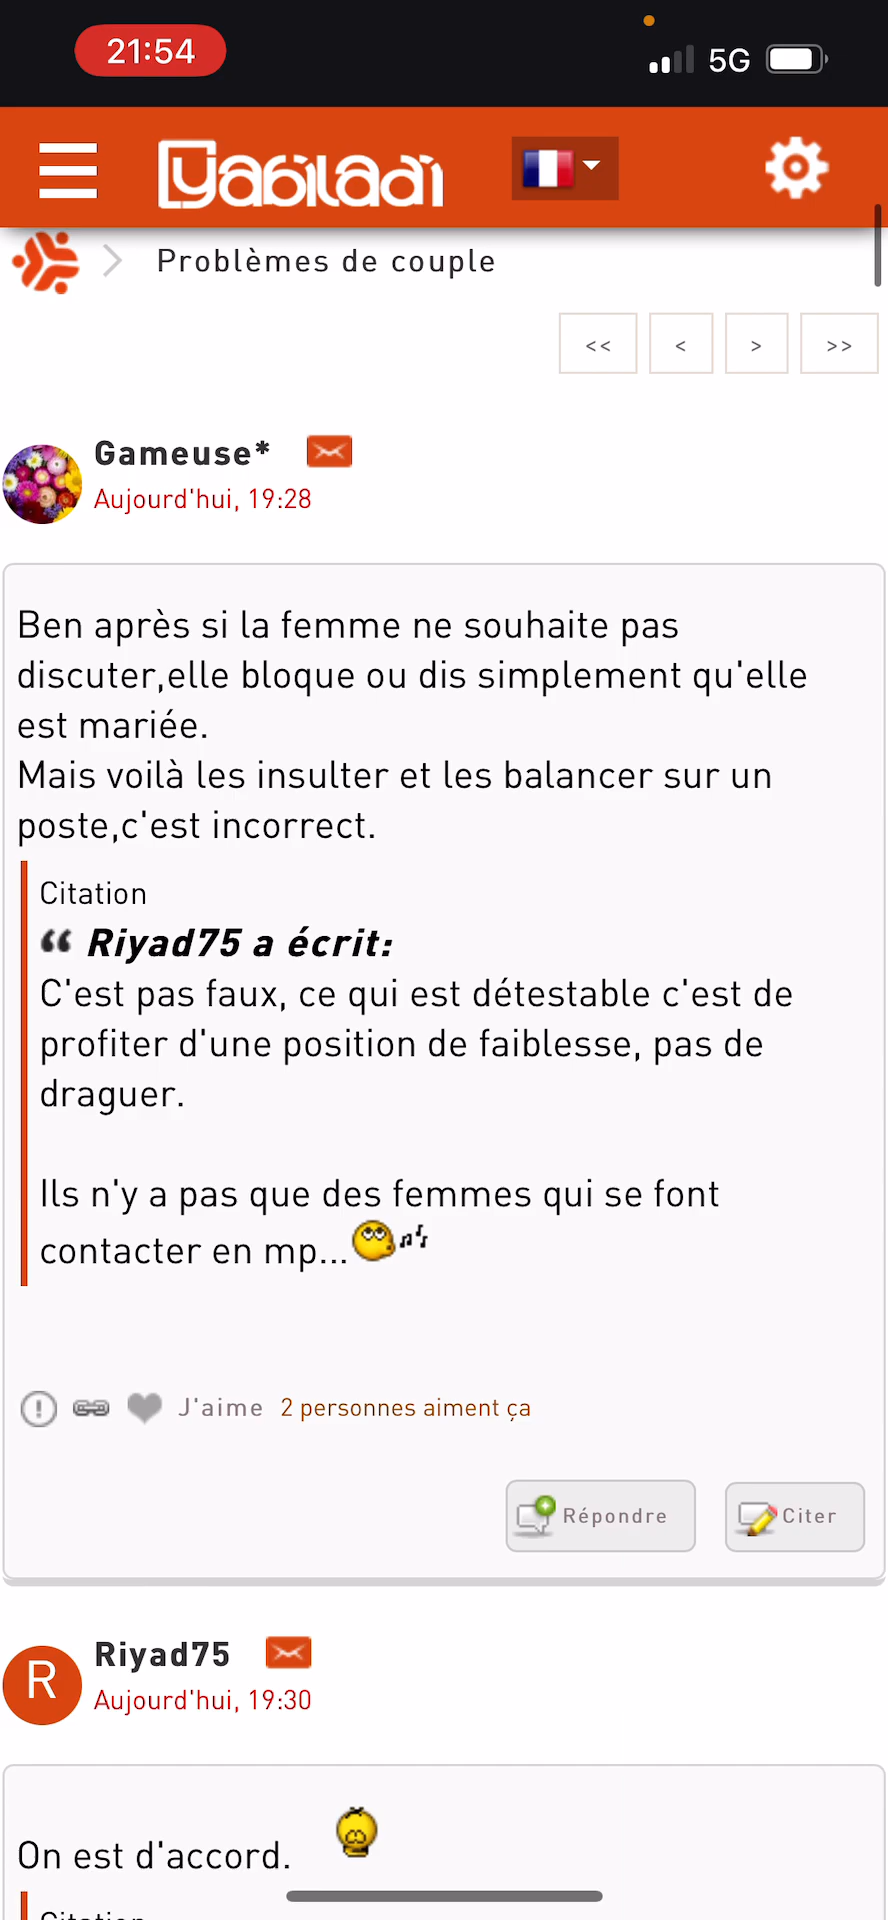 21:54
5G
Yabiladi
Problèmes de couple
<<
<
>
>>
Gameuse*
Aujourd'hui, 19:28
Ben après si la femme ne souhaite pas
discuter,elle bloque ou dis simplement qu'elle
est mariée.
Mais voilà les insulter et les balancer sur un
poste,c'est incorrect.
Citation
Riyad75 a écrit:
C'est pas faux, ce qui est détestable c'est de
profiter d'une position de faiblesse, pas de
draguer.
Ils n'y a pas que des femmes qui se font
contacter en mp...
J'aime 2 personnes aiment ça
Répondre
Citer
R
Riyad75
Aujourd'hui, 19:30
On est d'accord.
Citation